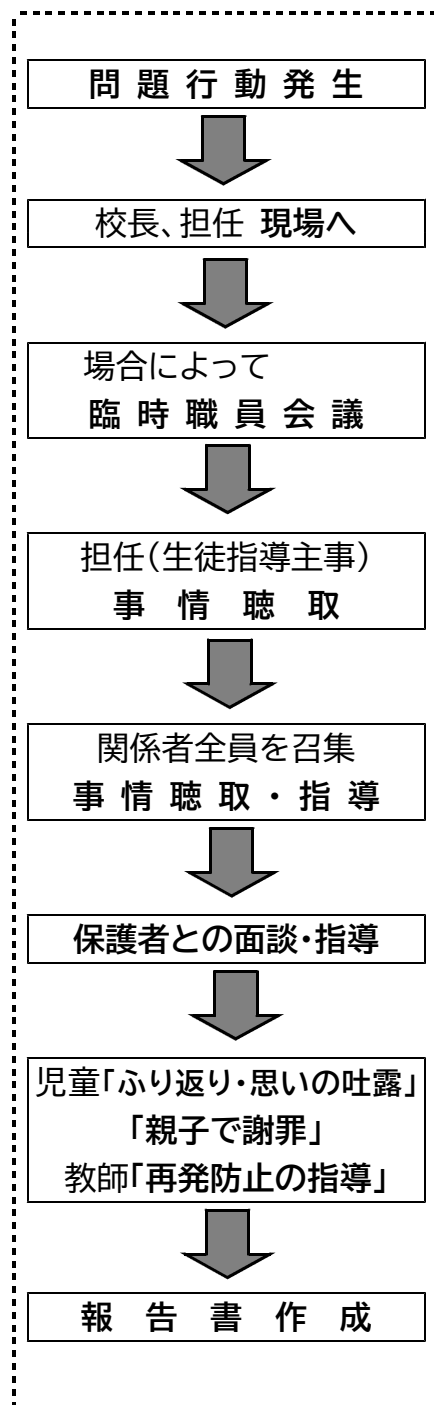 問題行動発生
校長、担任 現場へ
場合によって
臨時職員会議
担任(生徒指導主事)
事情聴取
関係者全員を召集
事情聴取・指導
保護者との面談・指導
児童「ふり返り・思いの吐露」
「親子で謝罪」
教師「再発防止の指導」
報告書作成